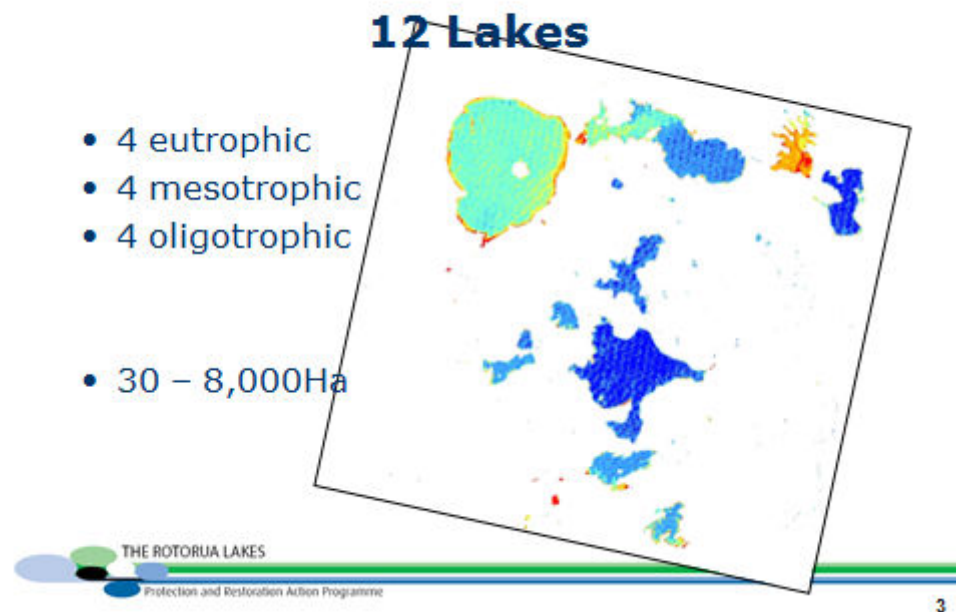 12 Lakes
• 4 eutrophic
• 4 mesotrophic
• 4 oligotrophic
• 30 – 8,000Ha
THE ROTORUA LAKES
Protection and Restoration Action Programme
3